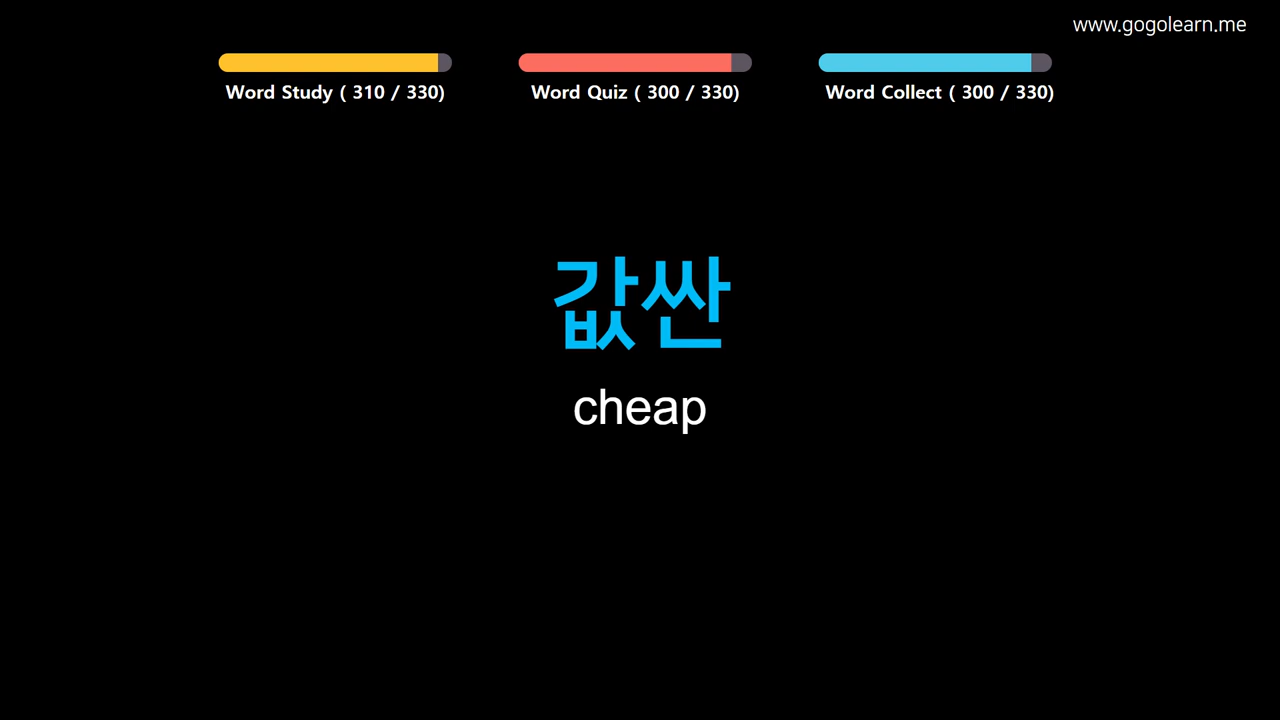 www.gogolearn.me
Word Study ( 310 / 330)
Word Quiz ( 300 / 330)
Word Collect ( 300 / 330)
값싼
cheap